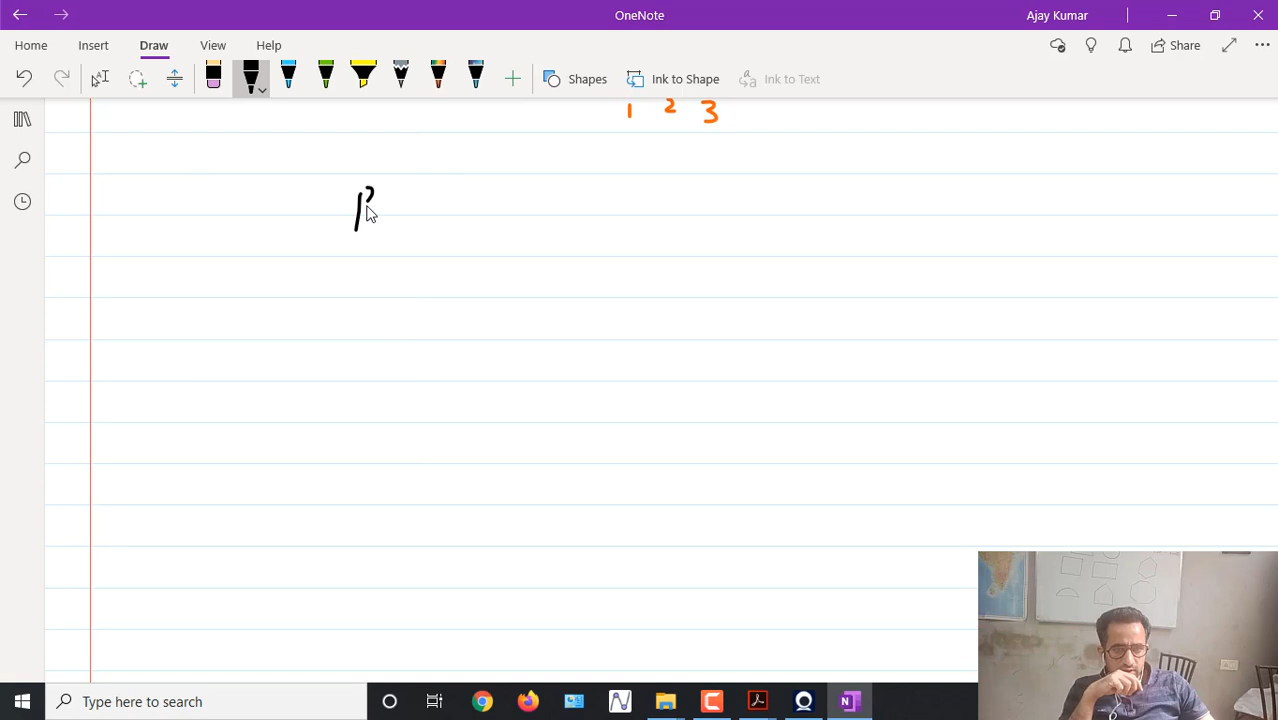 OneNote
Ajay Kumar
Home Insert Draw View Help
Share
Shapes Ink to Shape Ink to Text
1 2 3
Type here to search